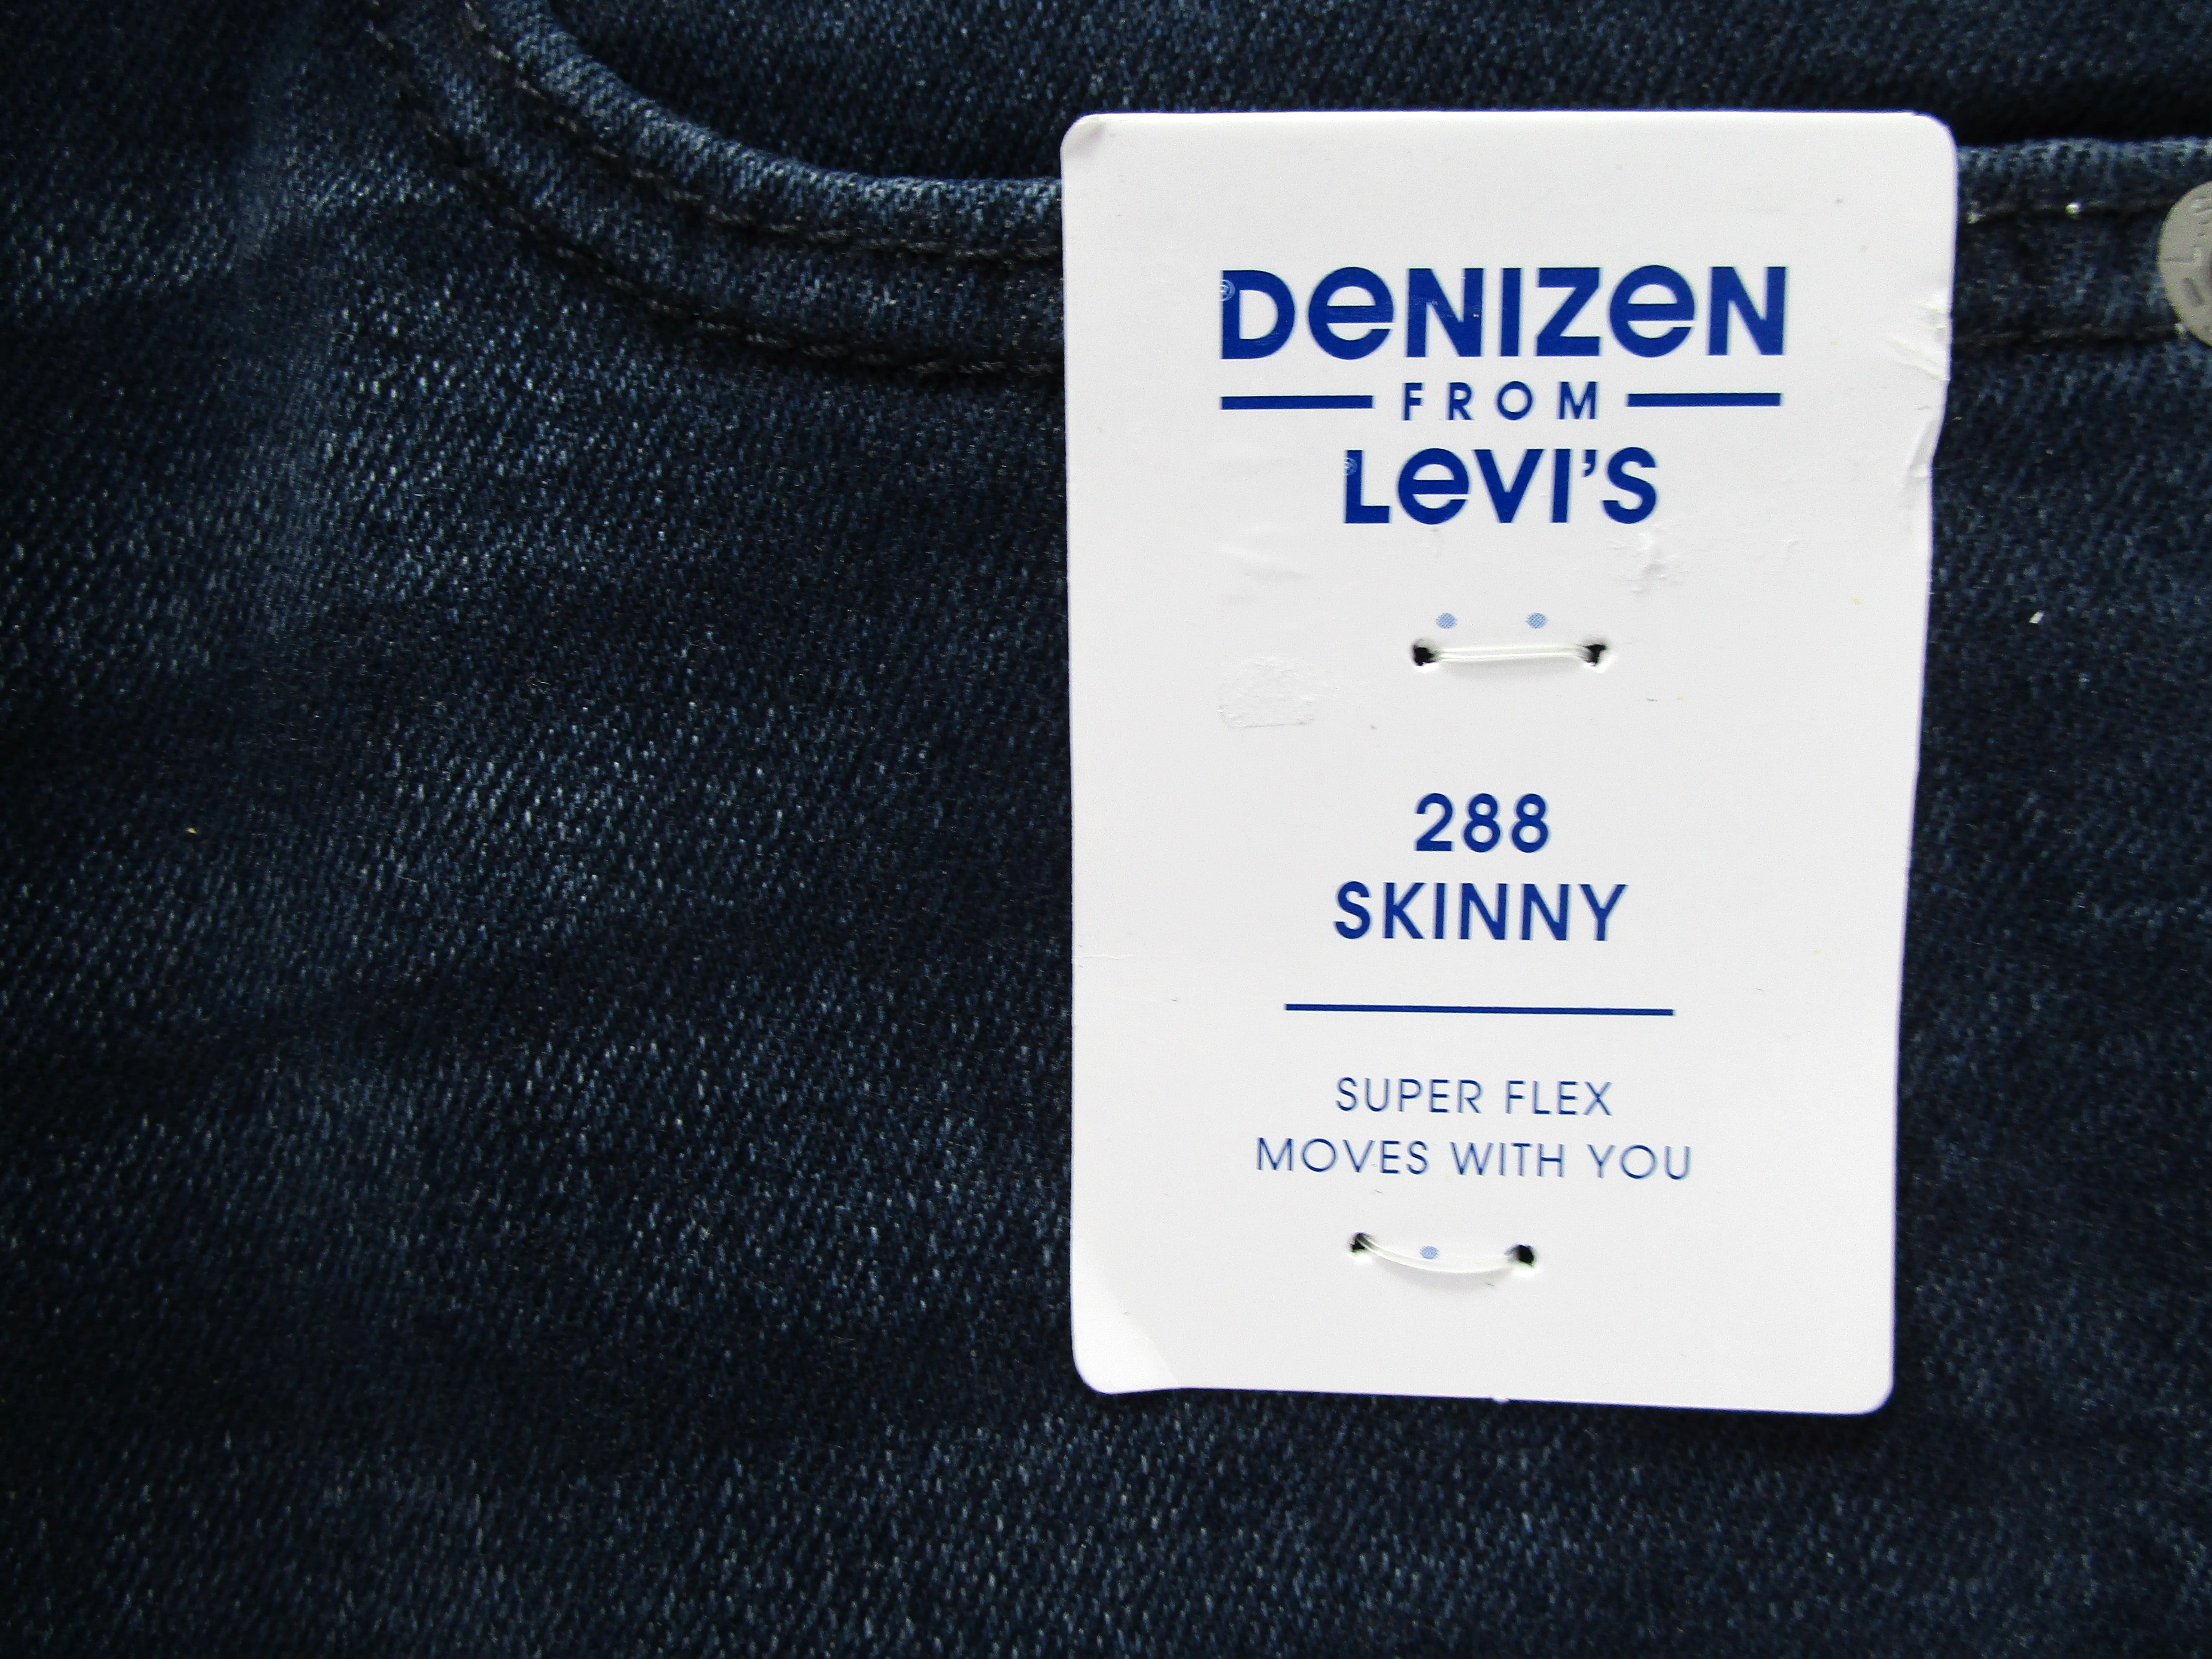 DENIZEN®
FROM
LEVI'S®
288
SKINNY
SUPER FLEX
MOVES WITH YOU